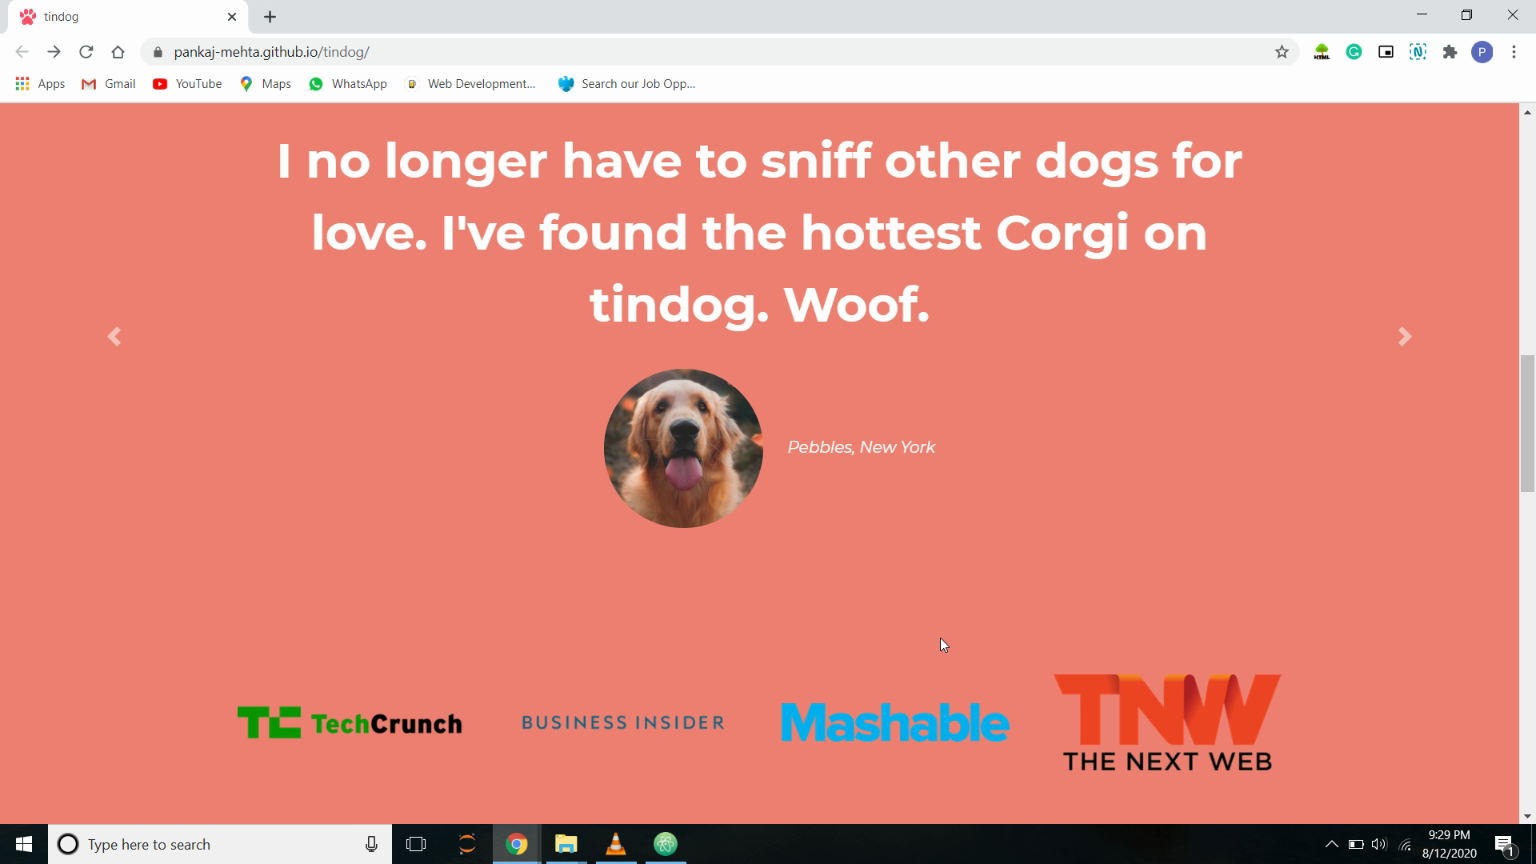 tindog
pankaj-mehta.github.io/tindog/
HTML
N
P
Apps
Gmail
YouTube
Maps
WhatsApp
Web Development...
Search our Job Opp...
I no longer have to sniff other dogs for
love. I've found the hottest Corgi on
tindog. Woof.
Pebbles, New York
TC TechCrunch
BUSINESS INSIDER
Mashable
TNW
THE NEXT WEB
Type here to search
9:29 PM
8/12/2020
1